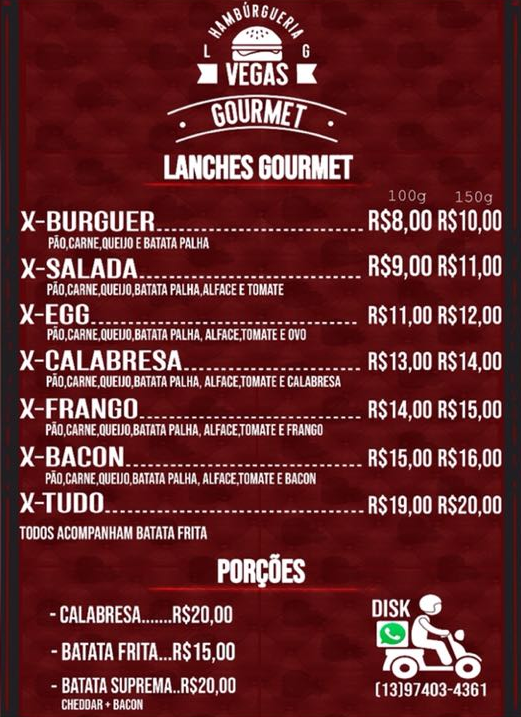 HAMBÚRGUERIA
L G
VEGAS
GOURMET
LANCHES GOURMET
100g 150g
X-BURGUER R$8,00 R$10,00
PÃO,CARNE,QUEIJO E BATATA PALHA
X-SALADA R$9,00 R$11,00
PÃO,CARNE,QUEIJO,BATATA PALHA,ALFACE E TOMATE
X-EGG R$11,00 R$12,00
PÃO,CARNE,QUEIJO,BATATA PALHA, ALFACE,TOMATE E OVO
X-CALABRESA R$13,00 R$14,00
PÃO,CARNE,QUEIJO,BATATA PALHA, ALFACE,TOMATE E CALABRESA
X-FRANGO R$14,00 R$15,00
PÃO,CARNE,QUEIJO,BATATA PALHA, ALFACE,TOMATE E FRANGO
X-BACON R$15,00 R$16,00
PÃO,CARNE,QUEIJO,BATATA PALHA, ALFACE,TOMATE E BACON
X-TUDO R$19,00 R$20,00
TODOS ACOMPANHAM BATATA FRITA
PORÇÕES
- CALABRESA.......R$20,00
- BATATA FRITA...R$15,00
- BATATA SUPREMA..R$20,00
CHEDDAR + BACON
DISK
(13)97403-4361